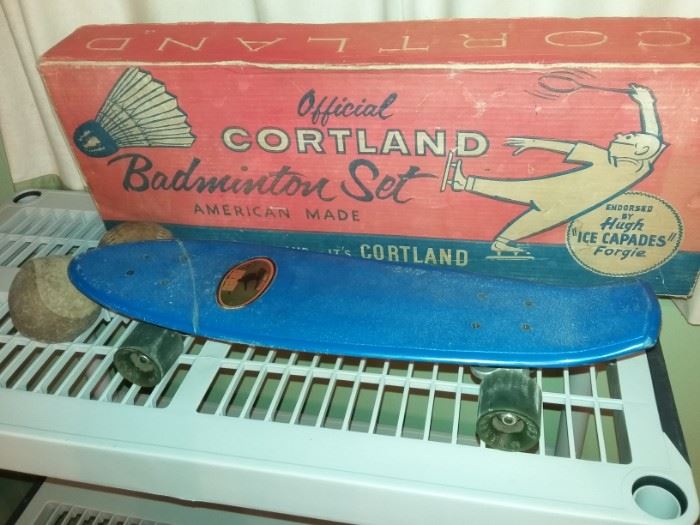 CORTLAND
Official
CORTLAND
Badminton Set
AMERICAN MADE
IT'S CORTLAND
ENDORSED
BY
Hugh
"ICE CAPADES"
Forgie